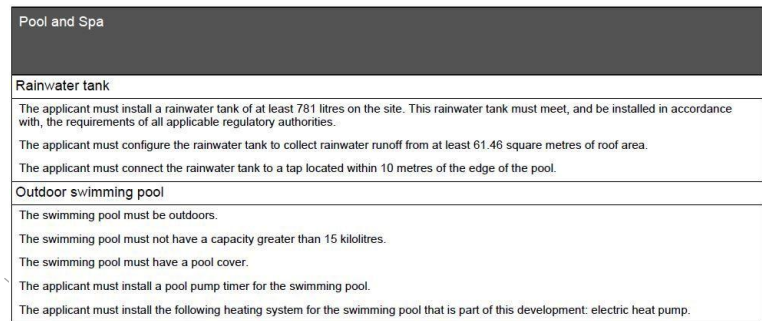 Pool and Spa
Rainwater tank
The applicant must install a rainwater tank of at least 781 litres on the site. This rainwater tank must meet, and be installed in accordance
with, the requirements of all applicable regulatory authorities.
The applicant must configure the rainwater tank to collect rainwater runoff from at least 61.46 square metres of roof area.
The applicant must connect the rainwater tank to a tap located within 10 metres of the edge of the pool.
Outdoor swimming pool
The swimming pool must be outdoors.
The swimming pool must not have a capacity greater than 15 kilolitres.
The swimming pool must have a pool cover.
The applicant must install a pool pump timer for the swimming pool.
The applicant must install the following heating system for the swimming pool that is part of this development: electric heat pump.